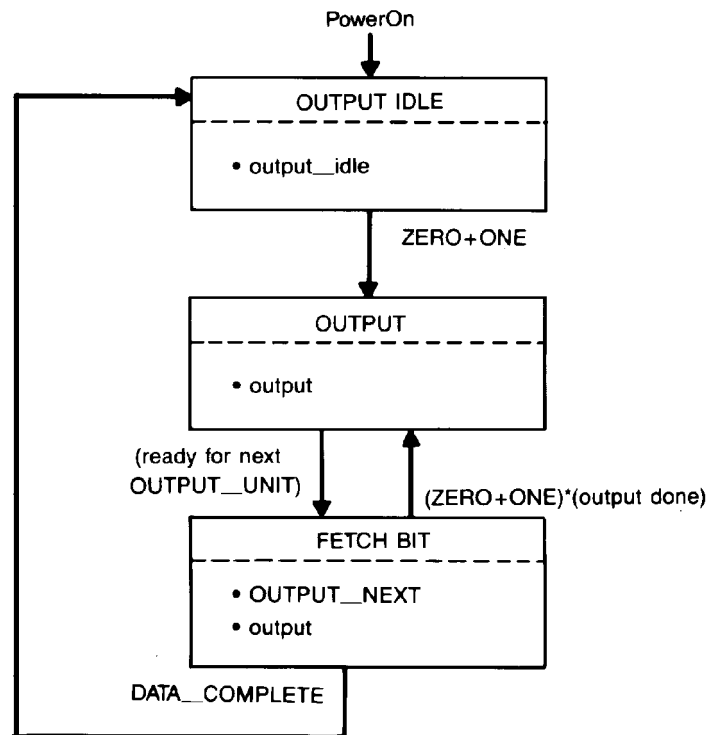 PowerOn
OUTPUT IDLE
• output__idle
ZERO+ONE
OUTPUT
• output
(ready for next
OUTPUT__UNIT)
(ZERO+ONE)*(output done)
FETCH BIT
• OUTPUT__NEXT
• output
DATA__COMPLETE